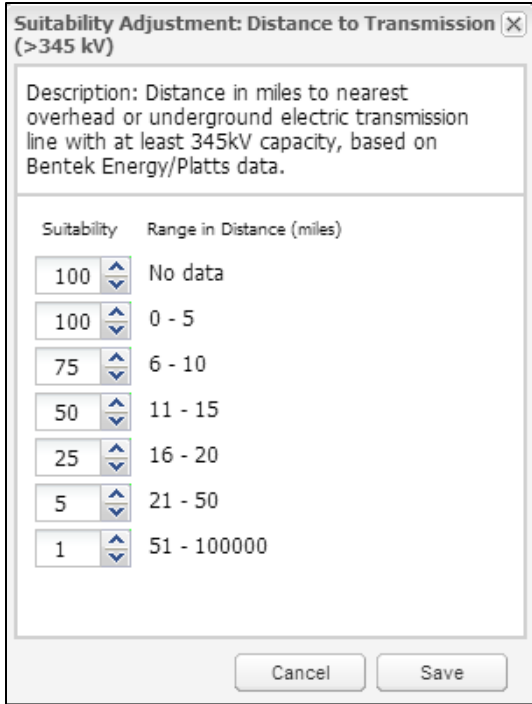 Suitability Adjustment: Distance to Transmission
(>345 kV)
Description: Distance in miles to nearest
overhead or underground electric transmission
line with at least 345kV capacity, based on
Bentek Energy/Platts data.
Suitability Range in Distance (miles)
100 No data
100 0 - 5
75 6 - 10
50 11 - 15
25 16 - 20
5 21 - 50
1 51 - 100000
Cancel Save